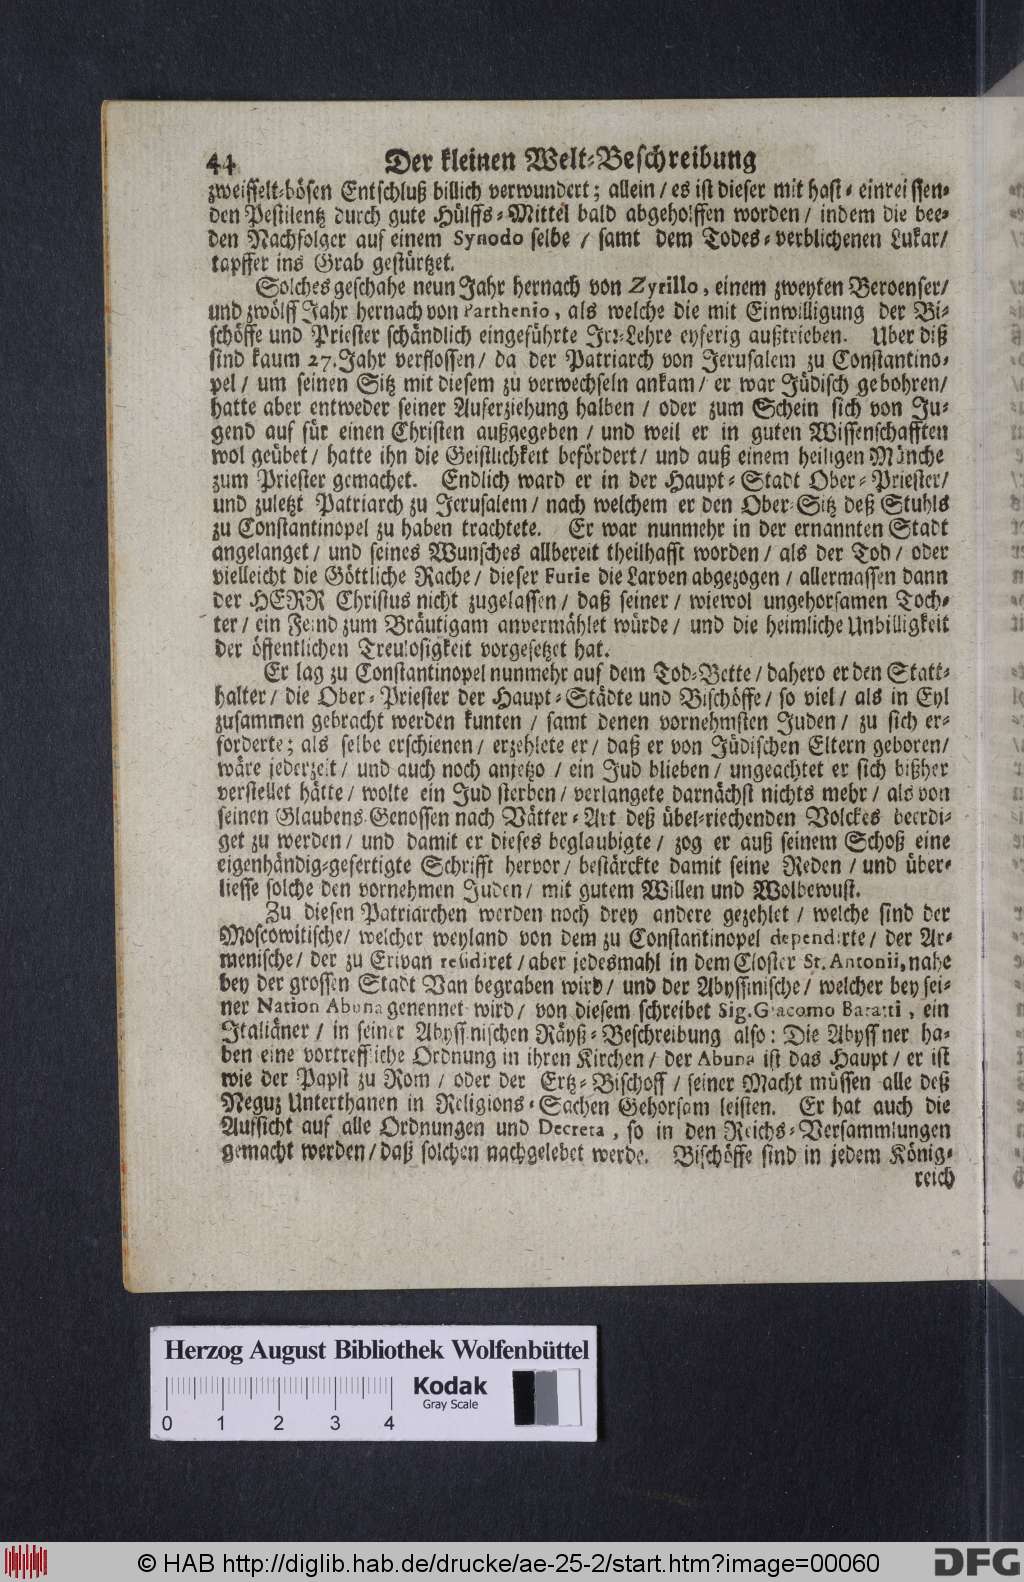 44 Der kleinen Welt-Beschreibung
zweiffelt-bösen Entschluß billich verwundert; allein / es ist dieser mit hast- einreissen-
den Pestilentz durch gute Hülffs-Mittel bald abgeholffen worden / indem die bee-
den Nachfolger auf einem Synodo selbe / samt dem Todes-verblichenen Lukar /
tapffer ins Grab gestürtzet.
Solches geschahe neun Jahr hernach von Zyrillo, einem zweyten Beroenser /
und zwölff Jahr hernach von Parthenio, als welche die mit Einwilligung der Bi-
schöffe und Priester schändlich eingeführte Irr-Lehre eyferig außtrieben. Uber diß
sind kaum 27. Jahr verflossen / da der Patriarch von Jerusalem zu Constantino-
pel / um seinen Sitz mit diesem zu verwechseln ankam / er war Jüdisch gebohren /
hatte aber entweder seiner Auferziehung halben / oder zum Schein sich von Ju-
gend auf für einen Christen außgegeben / und weil er in guten Wissenschafften
wol geübet / hatte ihn die Geistlichkeit befördert / und auß einem heiligen Münche
zum Priester gemachet. Endlich ward er in der Haupt-Stadt Ober-Priester /
und zuletzt Patriarch zu Jerusalem / nach welchem er den Ober-Sitz deß Stuhls
zu Constantinopel zu haben trachtete. Er war nunmehr in der ernannten Stadt
angelanget / und seines Wunsches allbereit theilhafft worden / als der Tod / oder
vielleicht die Göttliche Rache / dieser Furie die Larven abgezogen / allermassen dann
der HERR Christus nicht zugelassen / daß seiner / wiewol ungehorsamen Toch-
ter / ein Feind zum Bräutigam anvermählet würde / und die heimliche Unbilligkeit
der öffentlichen Treulosigkeit vorgesetzet hat.
Er lag zu Constantinopel nunmehr auf dem Tod-Bette / dahero er den Statt-
halter / die Ober-Priester der Haupt-Städte und Bischöffe / so viel / als in Eyl
zusammen gebracht werden kunten / samt denen vornehmsten Juden / zu sich er-
forderte; als selbe erschienen / erzehlete er / daß er von Jüdischen Eltern geboren /
wäre jederzeit / und auch noch anjetzo / ein Jud blieben / ungeachtet er sich bißher
verstellet hätte / wolte ein Jud sterben / verlangete darnächst nichts mehr / als von
seinen Glaubens-Genossen nach Vätter-Art deß übel-riechenden Volckes beerdi-
get zu werden / und damit er dieses beglaubigte / zog er auß seinem Schoß eine
eigenhändig-gefertigte Schrifft hervor / bestärckte damit seine Reden / und über-
liesse solche den vornehmen Juden / mit gutem Willen und Wolbewust.
Zu diesen Patriarchen werden noch drey andere gezehlet / welche sind der
Moscowitische / welcher weyland von dem zu Constantinopel dependirte / der Ar-
menische / der zu Erivan residiret / aber jedesmahl in dem Closter St. Antonii, nahe
bey der grossen Stadt Van begraben wird / und der Abyssinische / welcher bey sei-
ner Nation Abuna genennet wird / von diesem schreibet Sig. Giacomo Baratti, ein
Italiäner / in seiner Abyssinischen Räyß-Beschreibung also: Die Abyssiner ha-
ben eine vortreffliche Ordnung in ihren Kirchen / der Abuna ist das Haupt / er ist
wie der Papst zu Rom / oder der Ertz-Bischoff / seiner Macht müssen alle deß
Neguz Unterthanen in Religions-Sachen Gehorsam leisten. Er hat auch die
Aufsicht auf alle Ordnungen und Decreta, so in den Reichs-Versammlungen
gemacht werden / daß solchen nachgelebet werde. Bischöffe sind in jedem König-
reich
Herzog August Bibliothek Wolfenbüttel
Kodak
Gray Scale
0 1 2 3 4
© HAB http://diglib.hab.de/drucke/ae-25-2/start.htm?image=00060
DFG